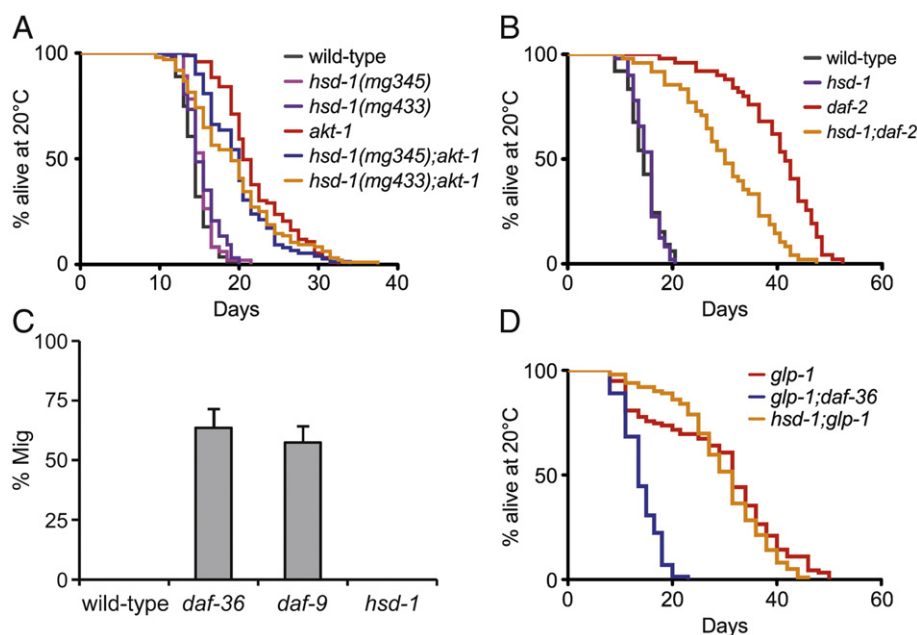 A
% alive at 20°C
100
50
0
0
10
20
30
40
Days
wild-type
hsd-1(mg345)
hsd-1(mg433)
akt-1
hsd-1(mg345);akt-1
hsd-1(mg433);akt-1
B
% alive at 20°C
100
50
0
0
20
40
60
Days
wild-type
hsd-1
daf-2
hsd-1;daf-2
C
% Mig
100
75
50
25
0
wild-type
daf-36
daf-9
hsd-1
D
% alive at 20°C
100
50
0
0
20
40
60
Days
glp-1
glp-1;daf-36
hsd-1;glp-1